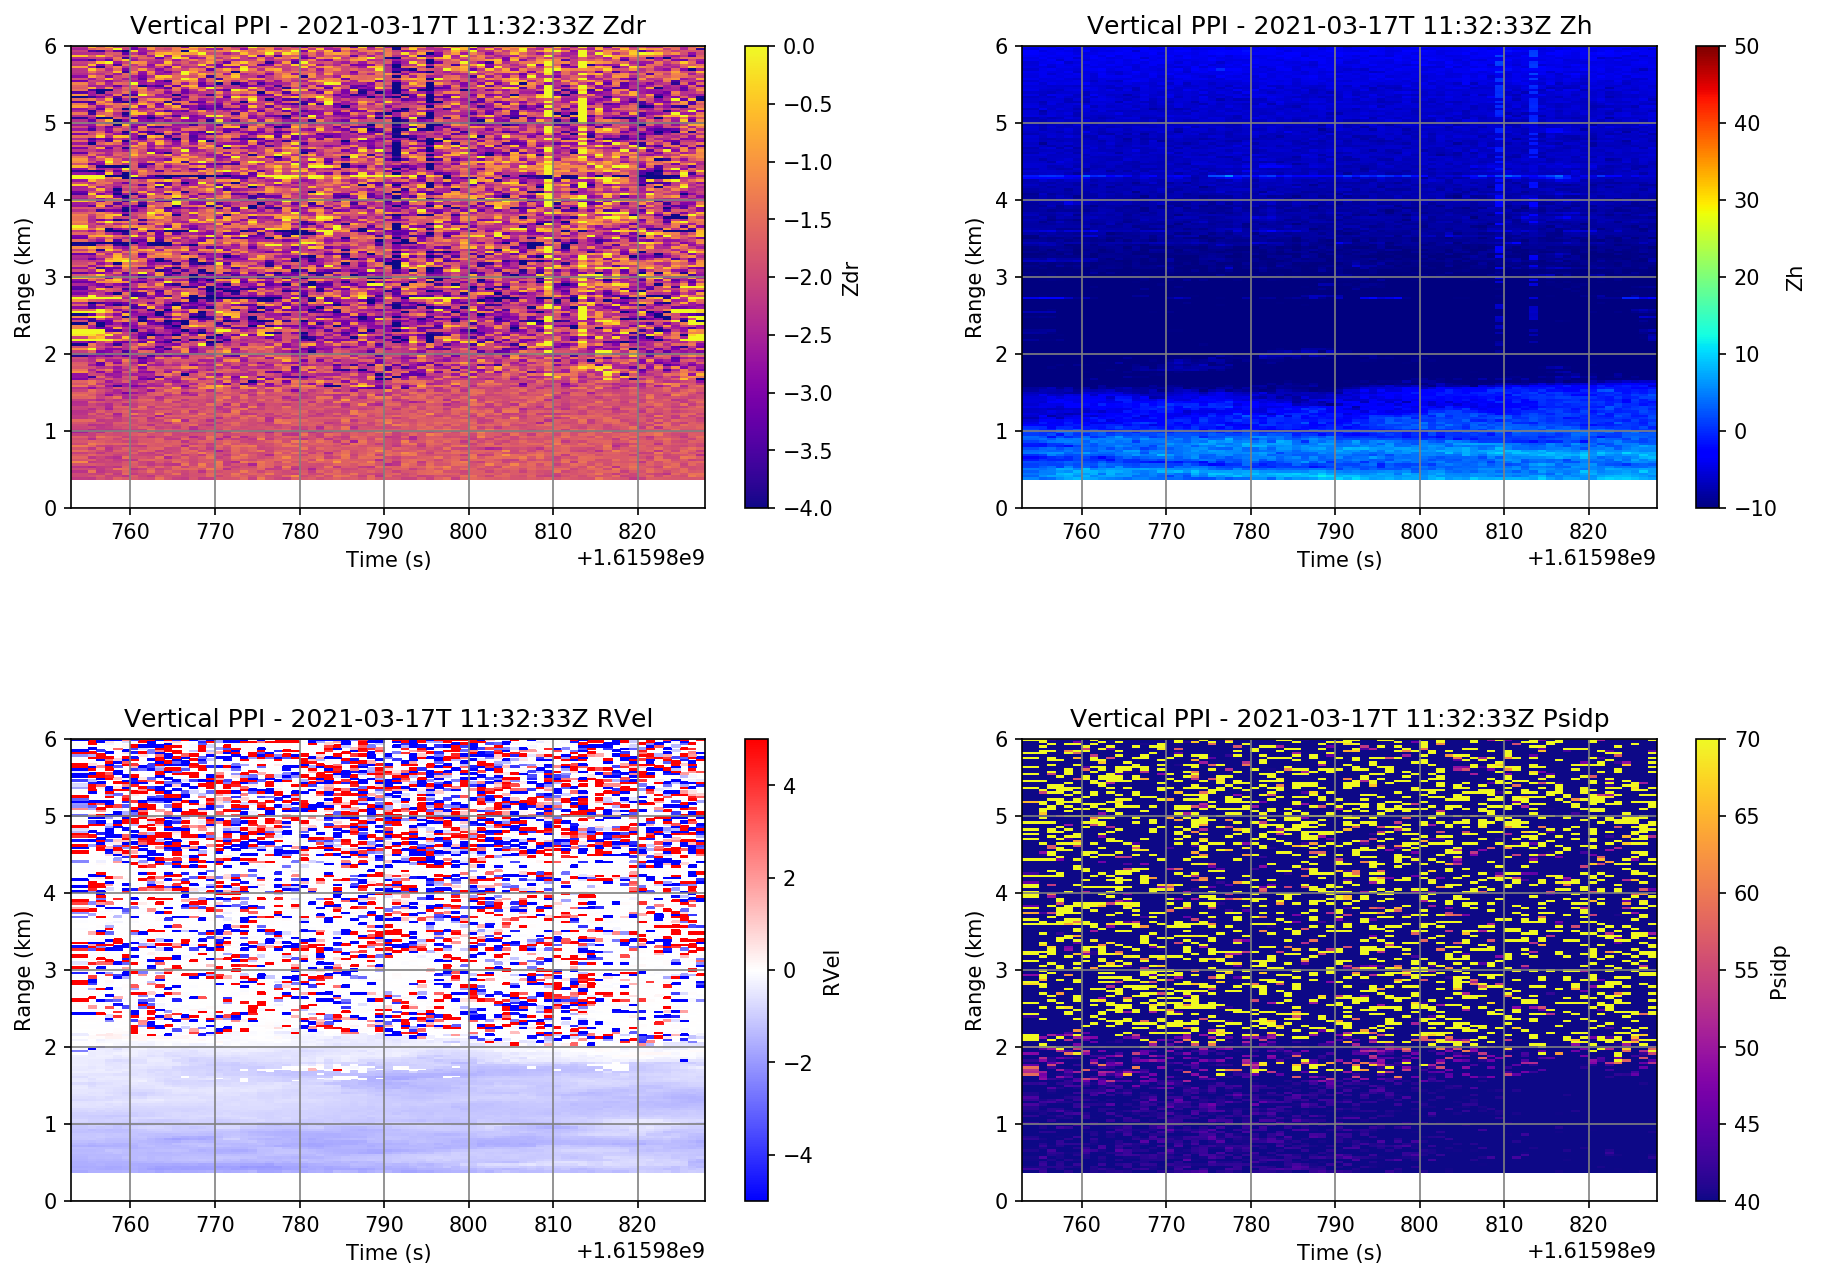 Vertical PPI - 2021-03-17T 11:32:33Z Zdr
6
5
4
3
2
1
0
Range (km)
760 770 780 790 800 810 820
Time (s)
+1.61598e9
0.0
−0.5
−1.0
−1.5
−2.0
−2.5
−3.0
−3.5
−4.0
Zdr
Vertical PPI - 2021-03-17T 11:32:33Z Zh
6
5
4
3
2
1
0
Range (km)
760 770 780 790 800 810 820
Time (s)
+1.61598e9
50
40
30
20
10
0
−10
Zh
Vertical PPI - 2021-03-17T 11:32:33Z RVel
6
5
4
3
2
1
0
Range (km)
760 770 780 790 800 810 820
Time (s)
+1.61598e9
4
2
0
−2
−4
RVel
Vertical PPI - 2021-03-17T 11:32:33Z Psidp
6
5
4
3
2
1
0
Range (km)
760 770 780 790 800 810 820
Time (s)
+1.61598e9
70
65
60
55
50
45
40
Psidp